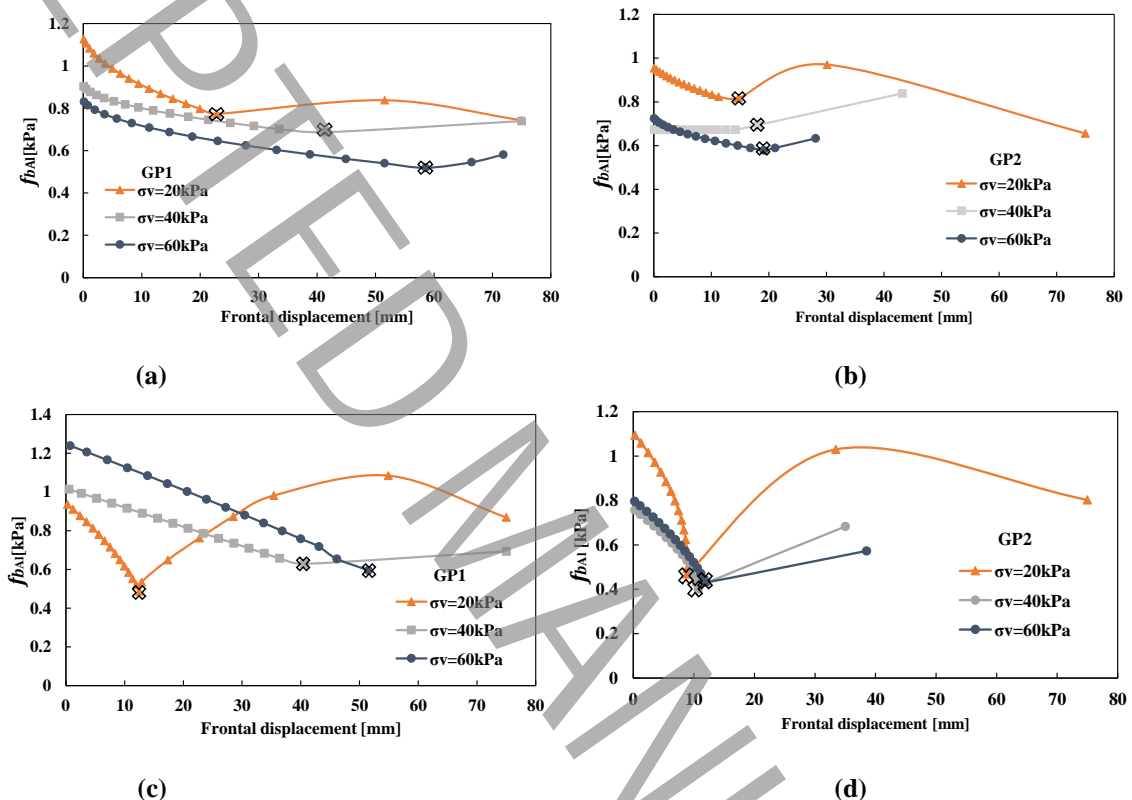 1.2
1
0.8
0.6
0.4
0.2
0
f_bAl[kPa]
GP1
σv=20kPa
σv=40kPa
σv=60kPa
0 10 20 30 40 50 60 70 80
Frontal displacement [mm]
(a)
1.2
1
0.8
0.6
0.4
0.2
0
f_bAl[kPa]
GP2
σv=20kPa
σv=40kPa
σv=60kPa
0 10 20 30 40 50 60 70 80
Frontal displacement [mm]
(b)
1.4
1.2
1
0.8
0.6
0.4
0.2
0
f_bAl[kPa]
GP1
σv=20kPa
σv=40kPa
σv=60kPa
0 10 20 30 40 50 60 70 80
Frontal displacement [mm]
(c)
1.2
1
0.8
0.6
0.4
0.2
0
f_bAl [kPa]
GP2
σv=20kPa
σv=40kPa
σv=60kPa
0 10 20 30 40 50 60 70 80
Frontal displacement [mm]
(d)
PTED MAN